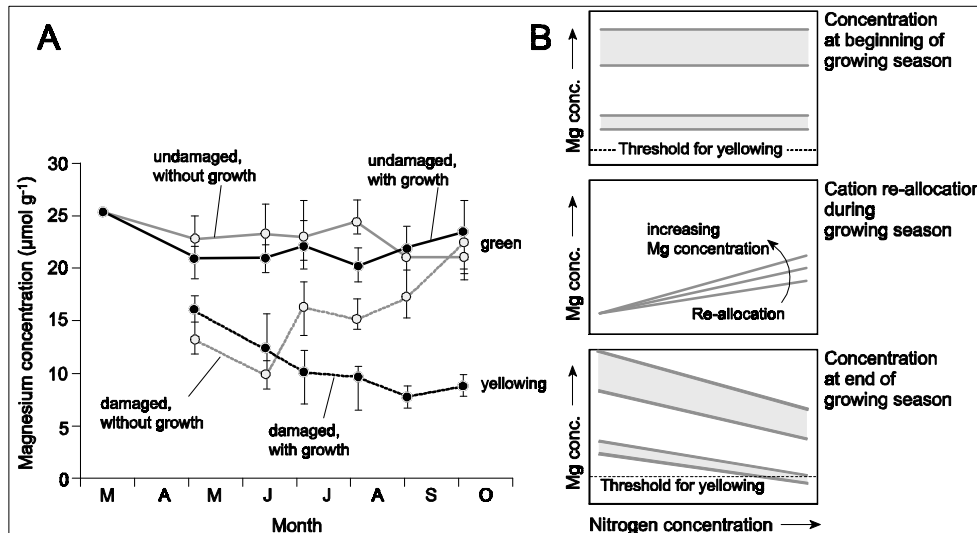 A
undamaged,
without growth
undamaged,
with growth
green
yellowing
damaged,
without growth
damaged,
with growth
Magnesium concentration (µmol g⁻¹)
30
25
20
15
10
5
0
M A M J J A S O
Month
B
Mg conc.
Threshold for yellowing
Concentration
at beginning of
growing season
Mg conc.
increasing
Mg concentration
Re-allocation
Cation re-allocation
during
growing season
Mg conc.
Threshold for yellowing
Concentration
at end of
growing season
Nitrogen concentration